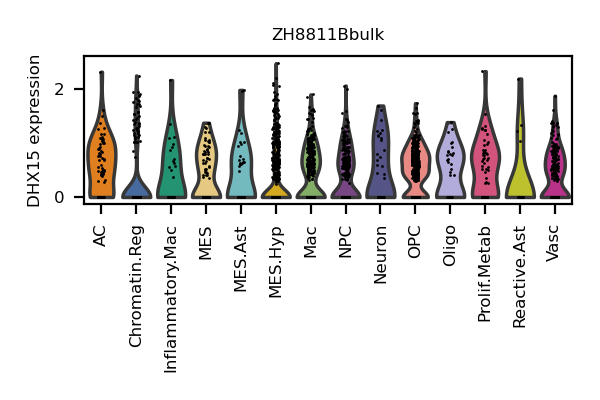 ZH8811Bbulk
DHX15 expression
2
0
AC
Chromatin.Reg
Inflammatory.Mac
MES
MES.Ast
MES.Hyp
Mac
NPC
Neuron
OPC
Oligo
Prolif.Metab
Reactive.Ast
Vasc